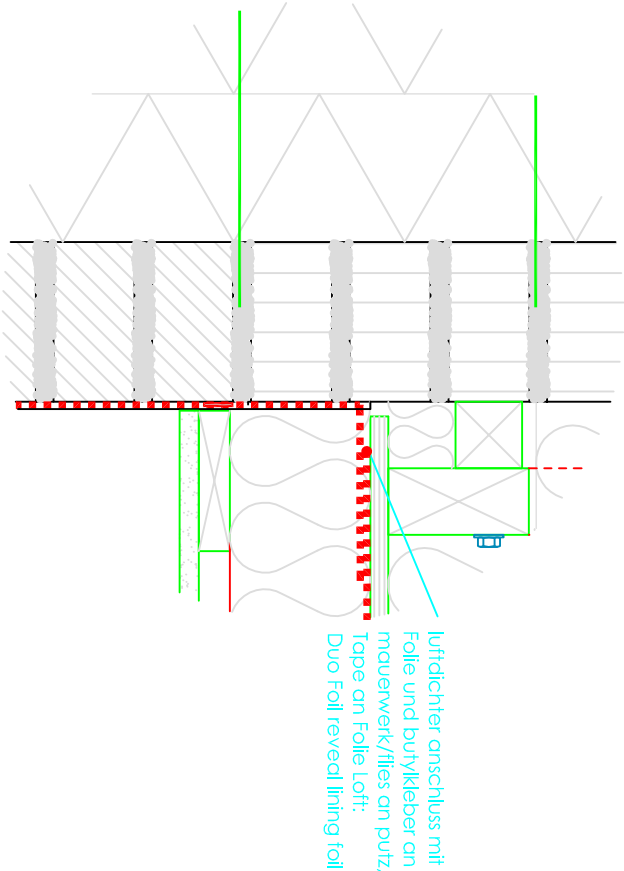 luftdichter anschluss mit
Folie und butylkleber an
mauerwerk/flies an putz,
Tape an Folie Loft:
Duo Foil reveal lining foil